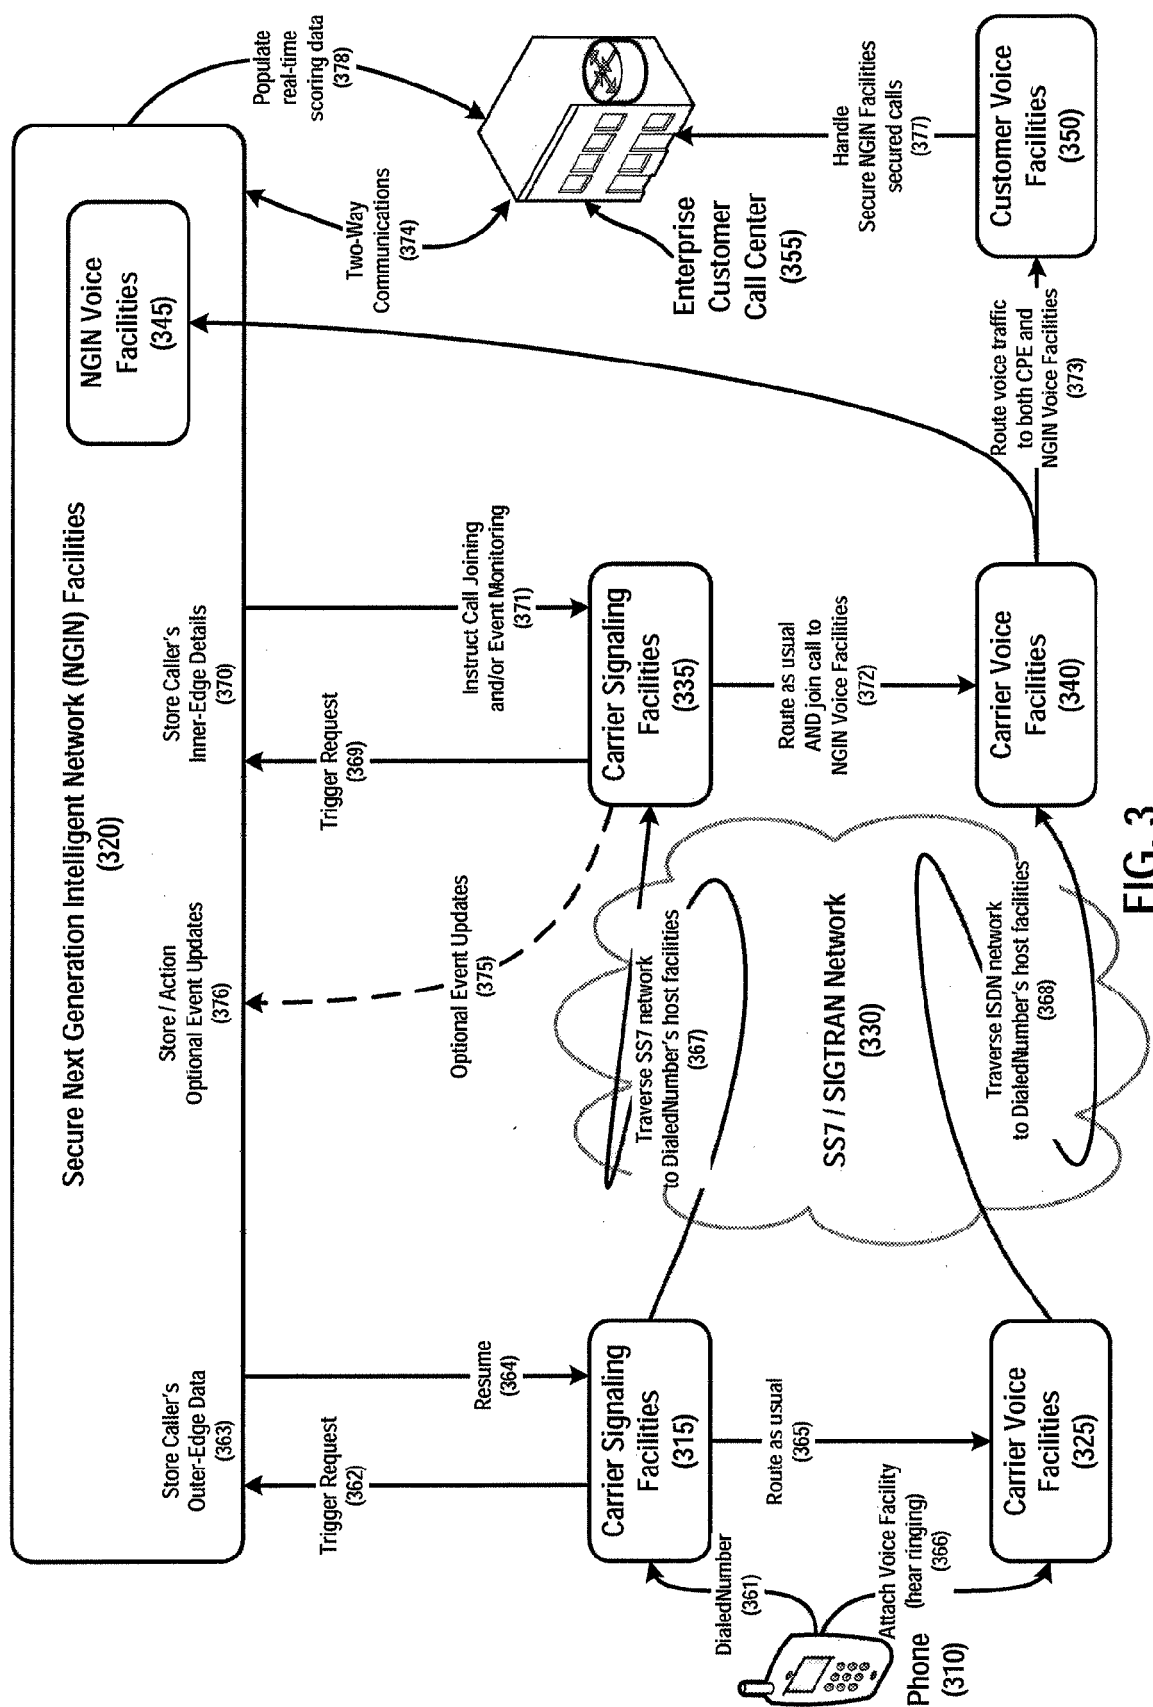 Secure Next Generation Intelligent Network (NGIN) Facilities
(320)
NGIN Voice
Facilities
(345)
Store Caller's
Outer-Edge Data
(363)
Store / Action
Optional Event Updates
(376)
Store Caller's
Inner-Edge Details
(370)
Populate
real-time
scoring data
(378)
Trigger Request
(362)
Resume
(364)
Optional Event Updates
(375)
Trigger Request
(369)
Instruct Call Joining
and/or Event Monitoring
(371)
Two-Way
Communications
(374)
Carrier Signaling
Facilities
(315)
Traverse SS7 network
to DialedNumber's host facilities
(367)
Carrier Signaling
Facilities
(335)
Enterprise
Customer
Call Center
(355)
DialedNumber
(361)
Route as usual
(365)
SS7 / SIGTRAN Network
(330)
Route as usual
AND join call to
NGIN Voice Facilities
(372)
Handle
Secure NGIN Facilities
secured calls
(377)
Phone
(310)
Attach Voice Facility
(hear ringing)
(366)
Carrier Voice
Facilities
(325)
Traverse ISDN network
to DialedNumber's host facilities
(368)
Carrier Voice
Facilities
(340)
Route voice traffic
to both CPE and
NGIN Voice Facilities
(373)
Customer Voice
Facilities
(350)
FIG. 3